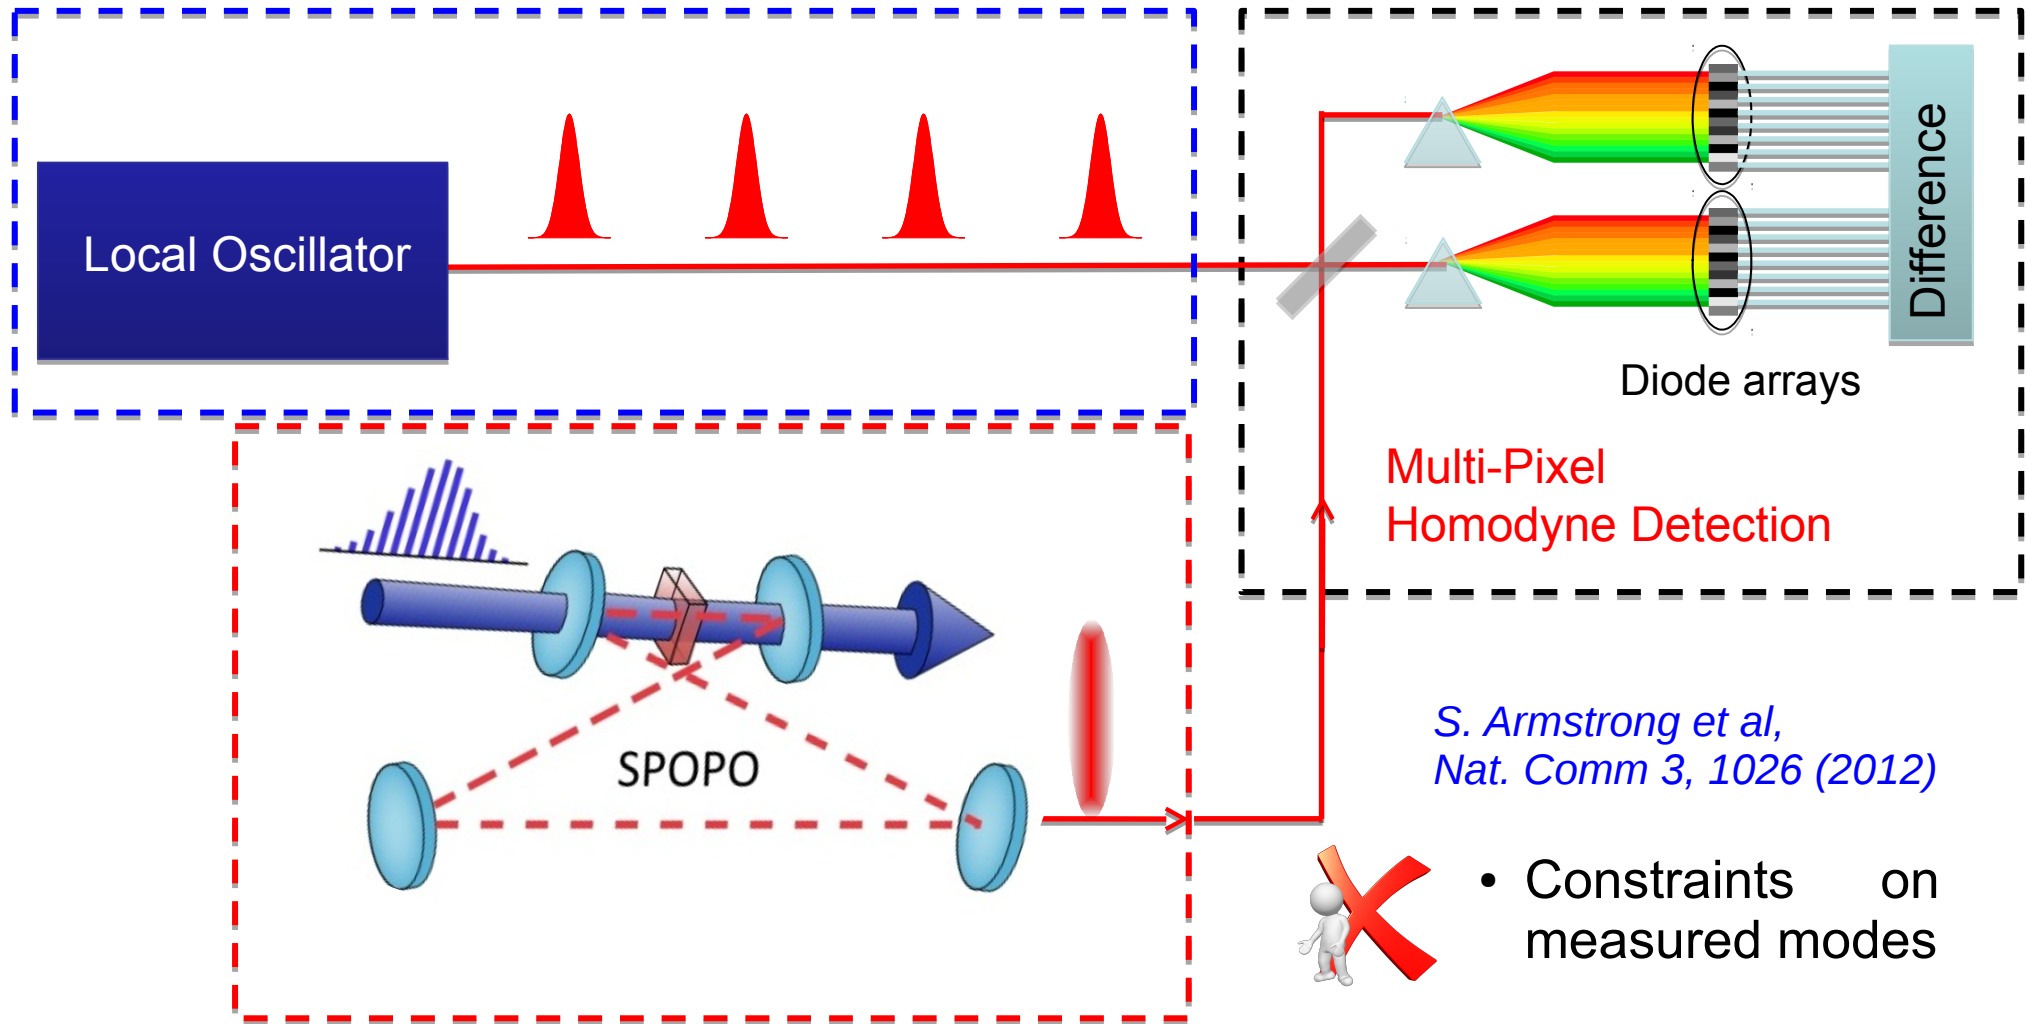 Local Oscillator
Difference
Diode arrays
Multi-Pixel
Homodyne Detection
SPOPO
S. Armstrong et al,
Nat. Comm 3, 1026 (2012)
• Constraints on
measured modes